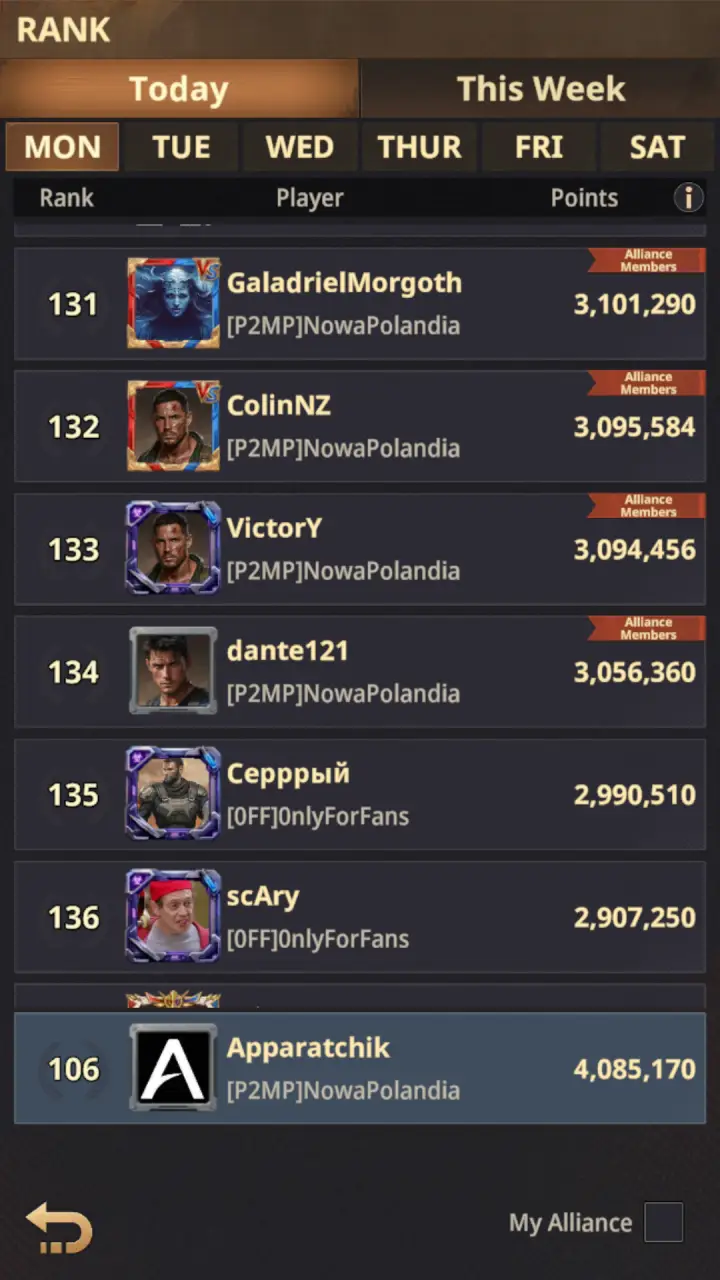 RANK
Today This Week
MON TUE WED THUR FRI SAT
Rank Player Points i
Alliance
Members
131 GaladrielMorgoth 3,101,290
[P2MP]NowaPolandia
Alliance
Members
132 ColinNZ 3,095,584
[P2MP]NowaPolandia
Alliance
Members
133 VictorY 3,094,456
[P2MP]NowaPolandia
Alliance
Members
134 dante121 3,056,360
[P2MP]NowaPolandia
135 Серррый 2,990,510
[0FF]0nlyForFans
136 scAry 2,907,250
[0FF]0nlyForFans
106 Apparatchik 4,085,170
[P2MP]NowaPolandia
My Alliance